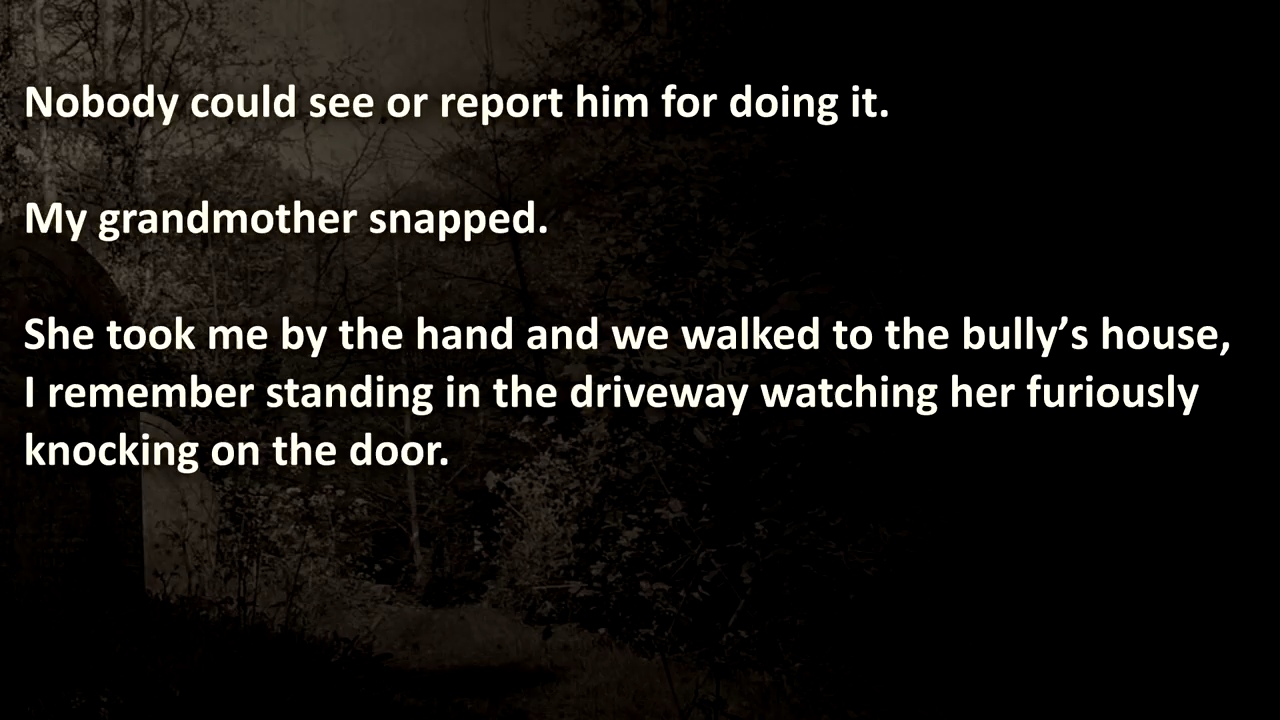 Nobody could see or report him for doing it.
My grandmother snapped.
She took me by the hand and we walked to the bully’s house,
I remember standing in the driveway watching her furiously
knocking on the door.